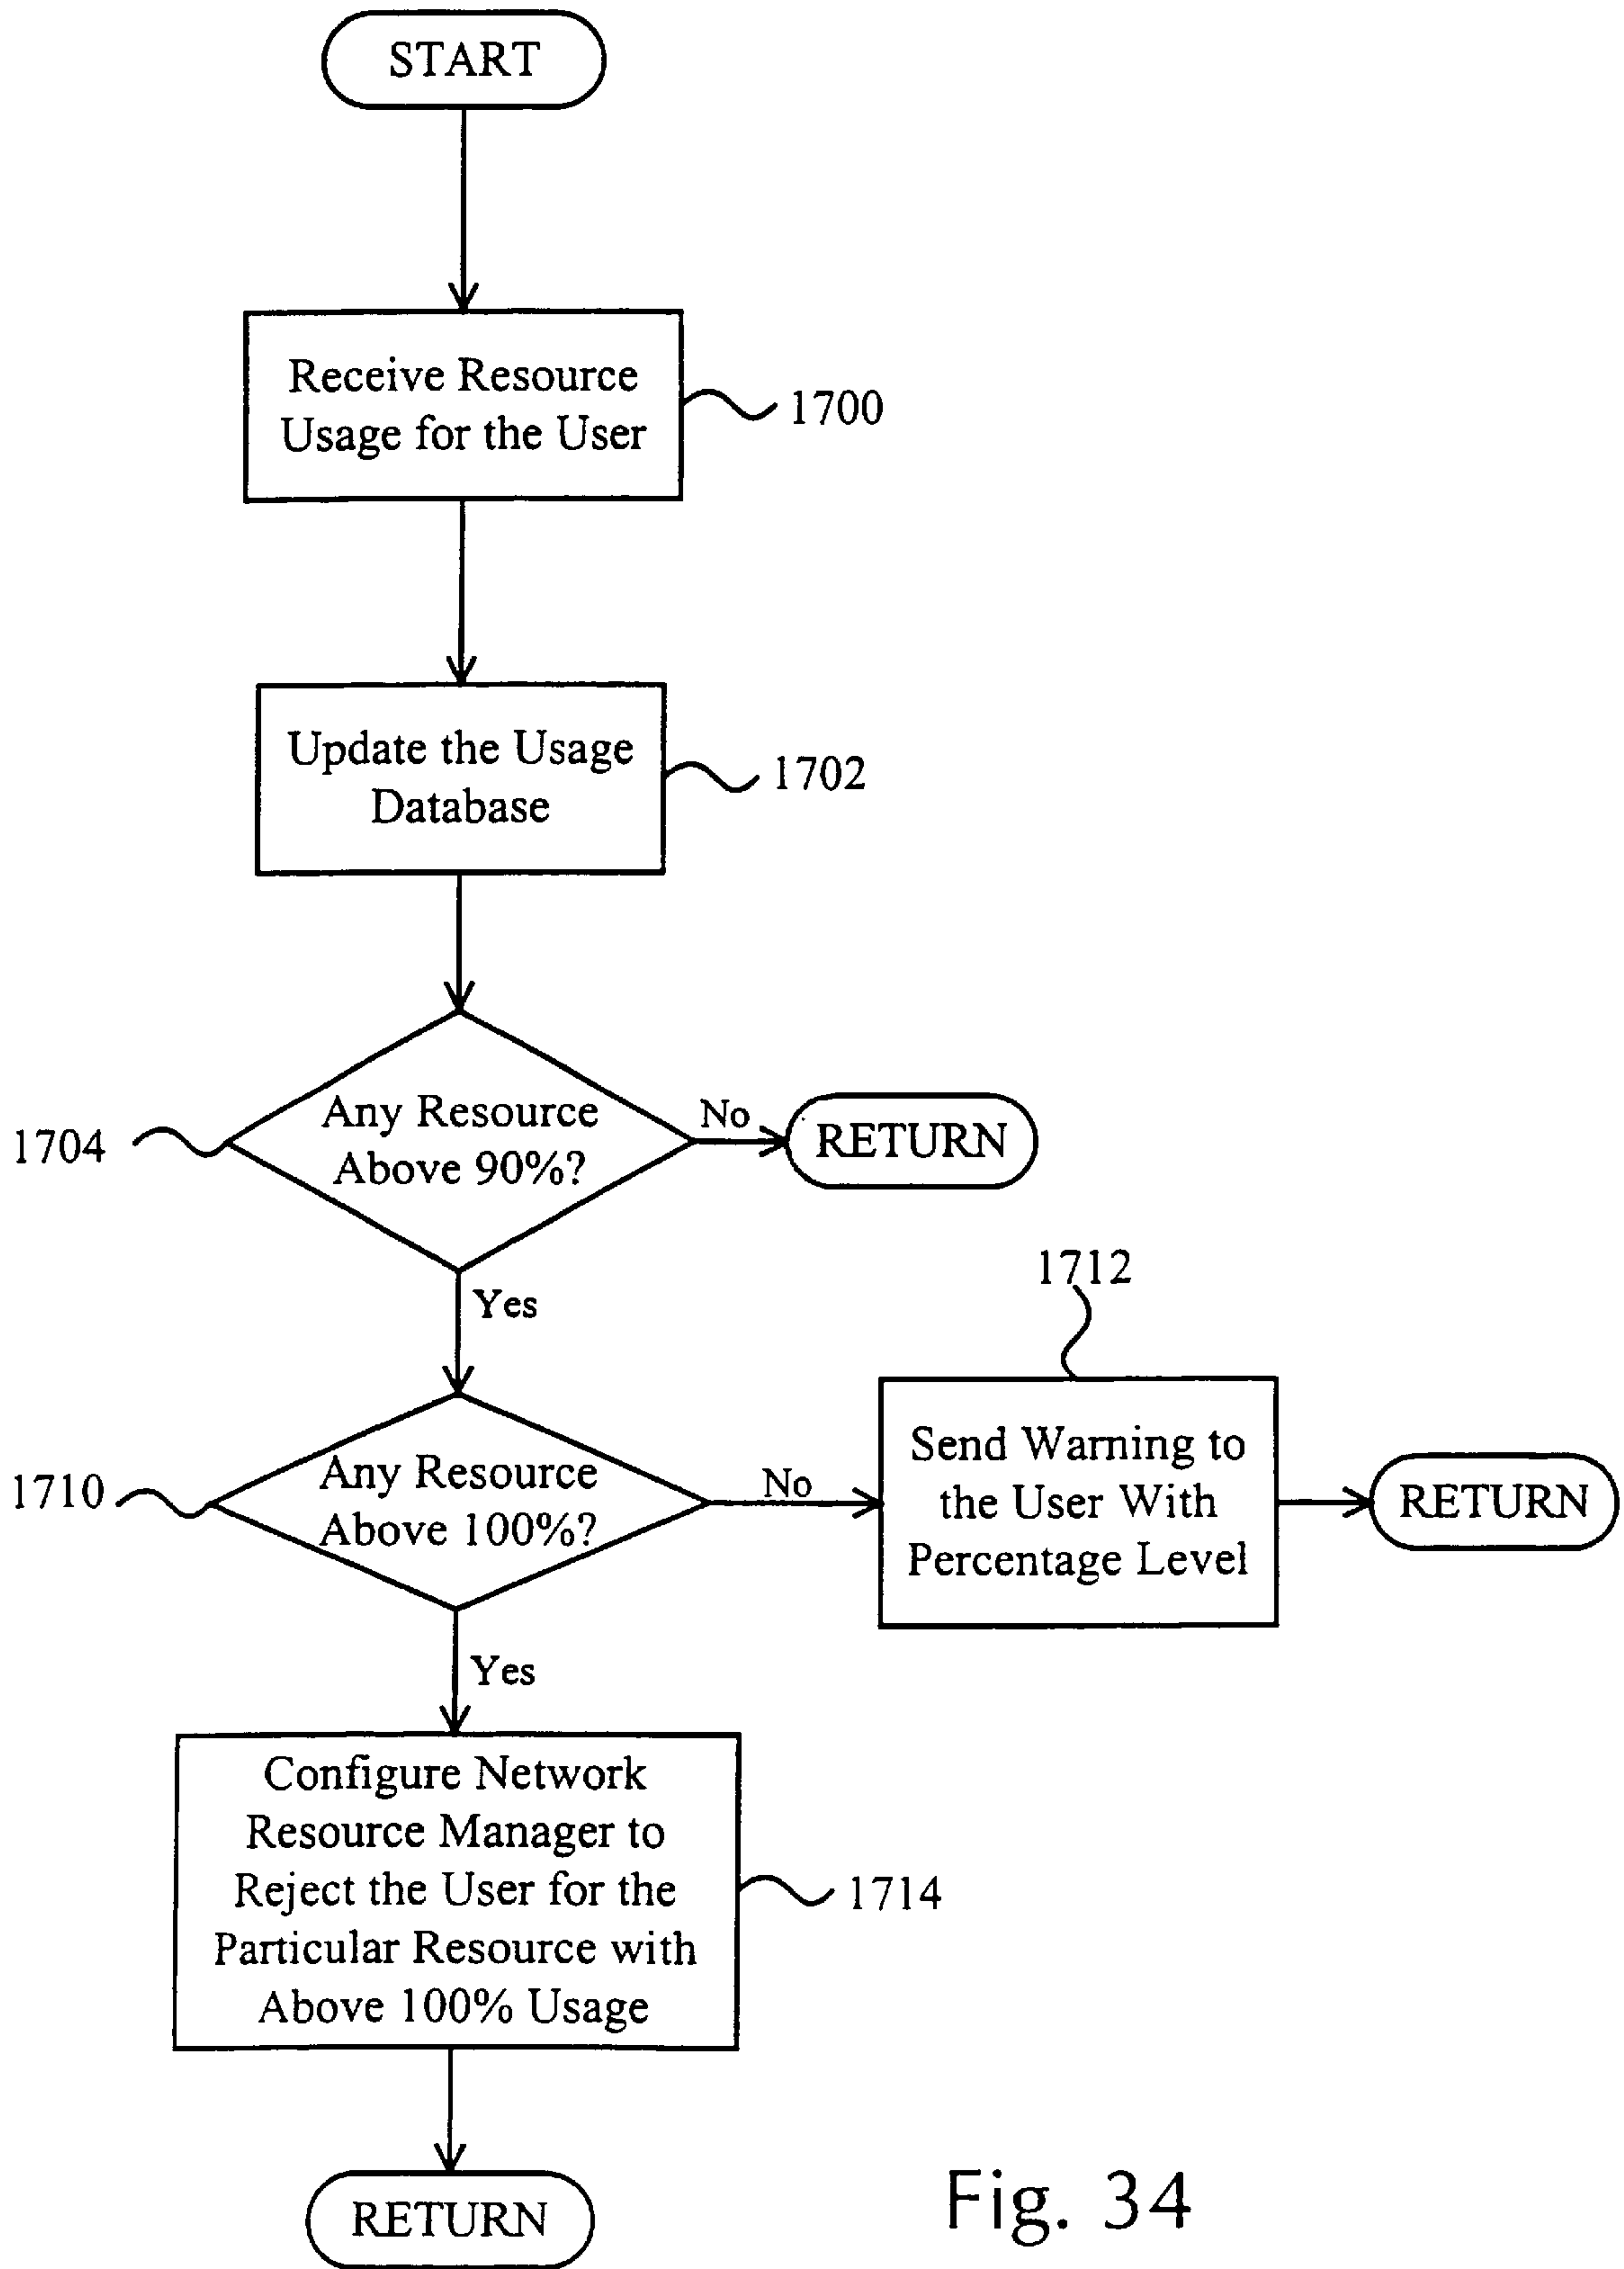 START
Receive Resource
Usage for the User
1700
Update the Usage
Database
1702
Any Resource
Above 90%?
1704
No
RETURN
Yes
1712
Any Resource
Above 100%?
1710
No
Send Warning to
the User With
Percentage Level
RETURN
Yes
Configure Network
Resource Manager to
Reject the User for the
Particular Resource with
Above 100% Usage
1714
RETURN
Fig. 34